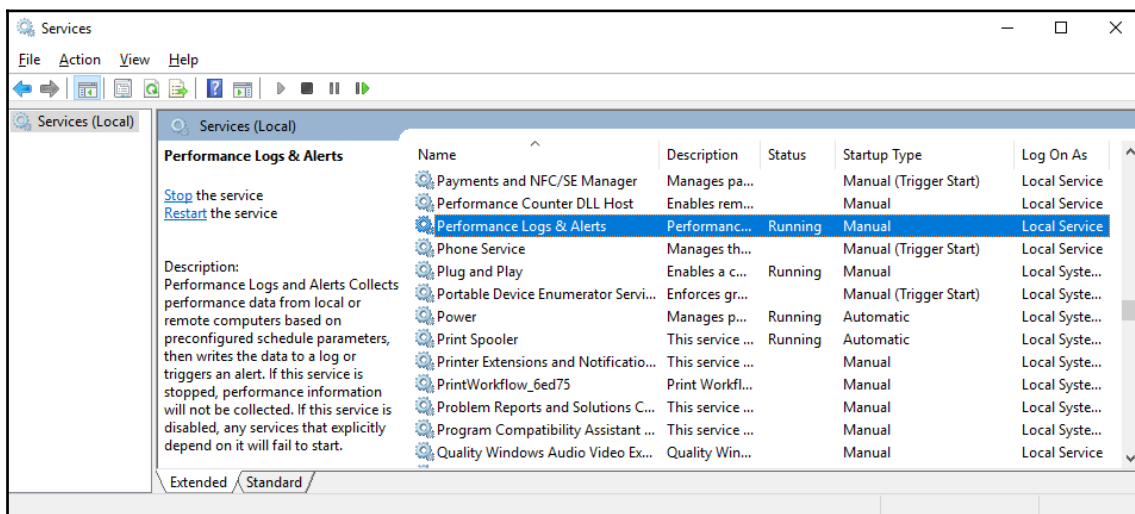 Services
File Action View Help
Services (Local)
Services (Local)
Performance Logs & Alerts
Stop the service
Restart the service
Description:
Performance Logs and Alerts Collects
performance data from local or
remote computers based on
preconfigured schedule parameters,
then writes the data to a log or
triggers an alert. If this service is
stopped, performance information
will not be collected. If this service is
disabled, any services that explicitly
depend on it will fail to start.
Name Description Status Startup Type Log On As
Payments and NFC/SE Manager Manages pa... Manual (Trigger Start) Local Service
Performance Counter DLL Host Enables rem... Manual Local Service
Performance Logs & Alerts Performanc... Running Manual Local Service
Phone Service Manages th... Manual (Trigger Start) Local Service
Plug and Play Enables a c... Running Manual Local Syste...
Portable Device Enumerator Servi... Enforces gr... Manual (Trigger Start) Local Syste...
Power Manages p... Running Automatic Local Syste...
Print Spooler This service ... Running Automatic Local Syste...
Printer Extensions and Notificatio... This service ... Manual Local Syste...
PrintWorkflow_6ed75 Print Workfl... Manual Local Syste...
Problem Reports and Solutions C... This service ... Manual Local Syste...
Program Compatibility Assistant ... This service ... Manual Local Syste...
Quality Windows Audio Video Ex... Quality Win... Manual Local Service
Extended Standard